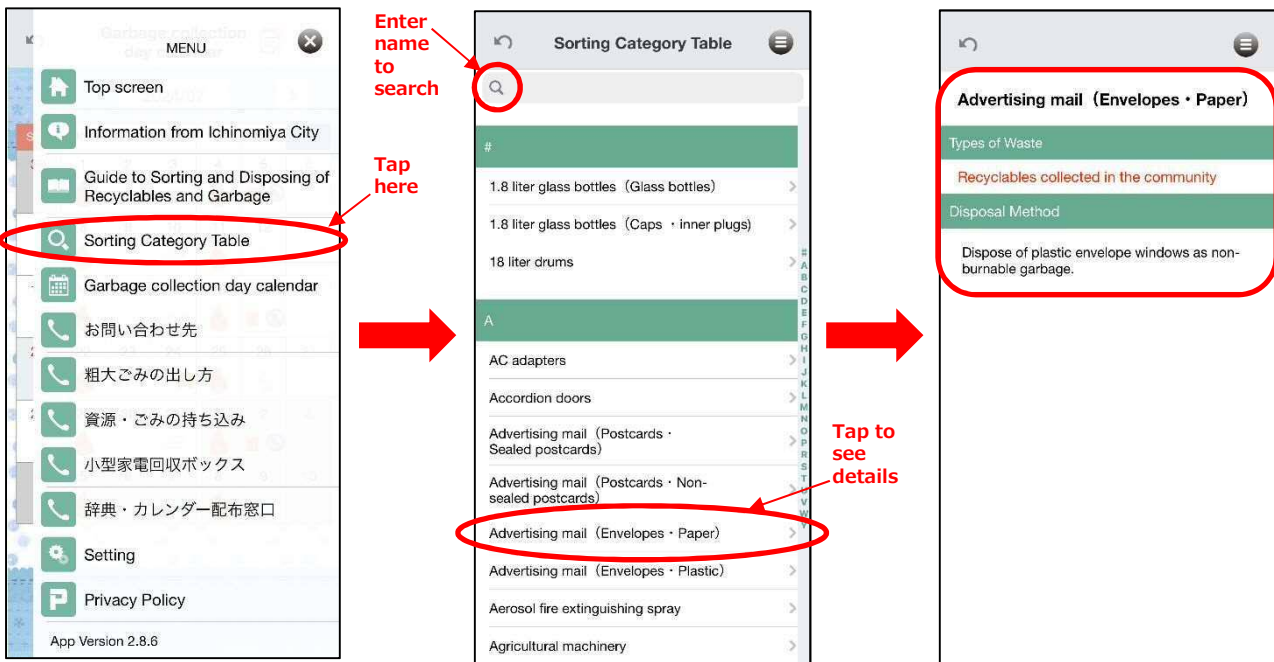 MENU
Top screen
Information from Ichinomiya City
Guide to Sorting and Disposing of
Recyclables and Garbage
Sorting Category Table
Garbage collection day calendar
お問い合わせ先
粗大ごみの出し方
資源・ごみの持ち込み
小型家電回収ボックス
辞典・カレンダー配布窓口
Setting
Privacy Policy
App Version 2.8.6
Enter
name
to
search
Tap
here
Sorting Category Table
#
1.8 liter glass bottles（Glass bottles）
1.8 liter glass bottles（Caps ・inner plugs）
18 liter drums
A
AC adapters
Accordion doors
Advertising mail（Postcards・
Sealed postcards）
Advertising mail（Postcards・Non-
sealed postcards）
Advertising mail（Envelopes・Paper）
Advertising mail（Envelopes・Plastic）
Aerosol fire extinguishing spray
Agricultural machinery
#
A
B
C
D
E
F
G
H
I
J
K
L
M
N
O
P
R
S
T
U
V
W
Y
Tap to
see
details
Advertising mail（Envelopes・Paper）
Types of Waste
Recyclables collected in the community
Disposal Method
Dispose of plastic envelope windows as non-
burnable garbage.